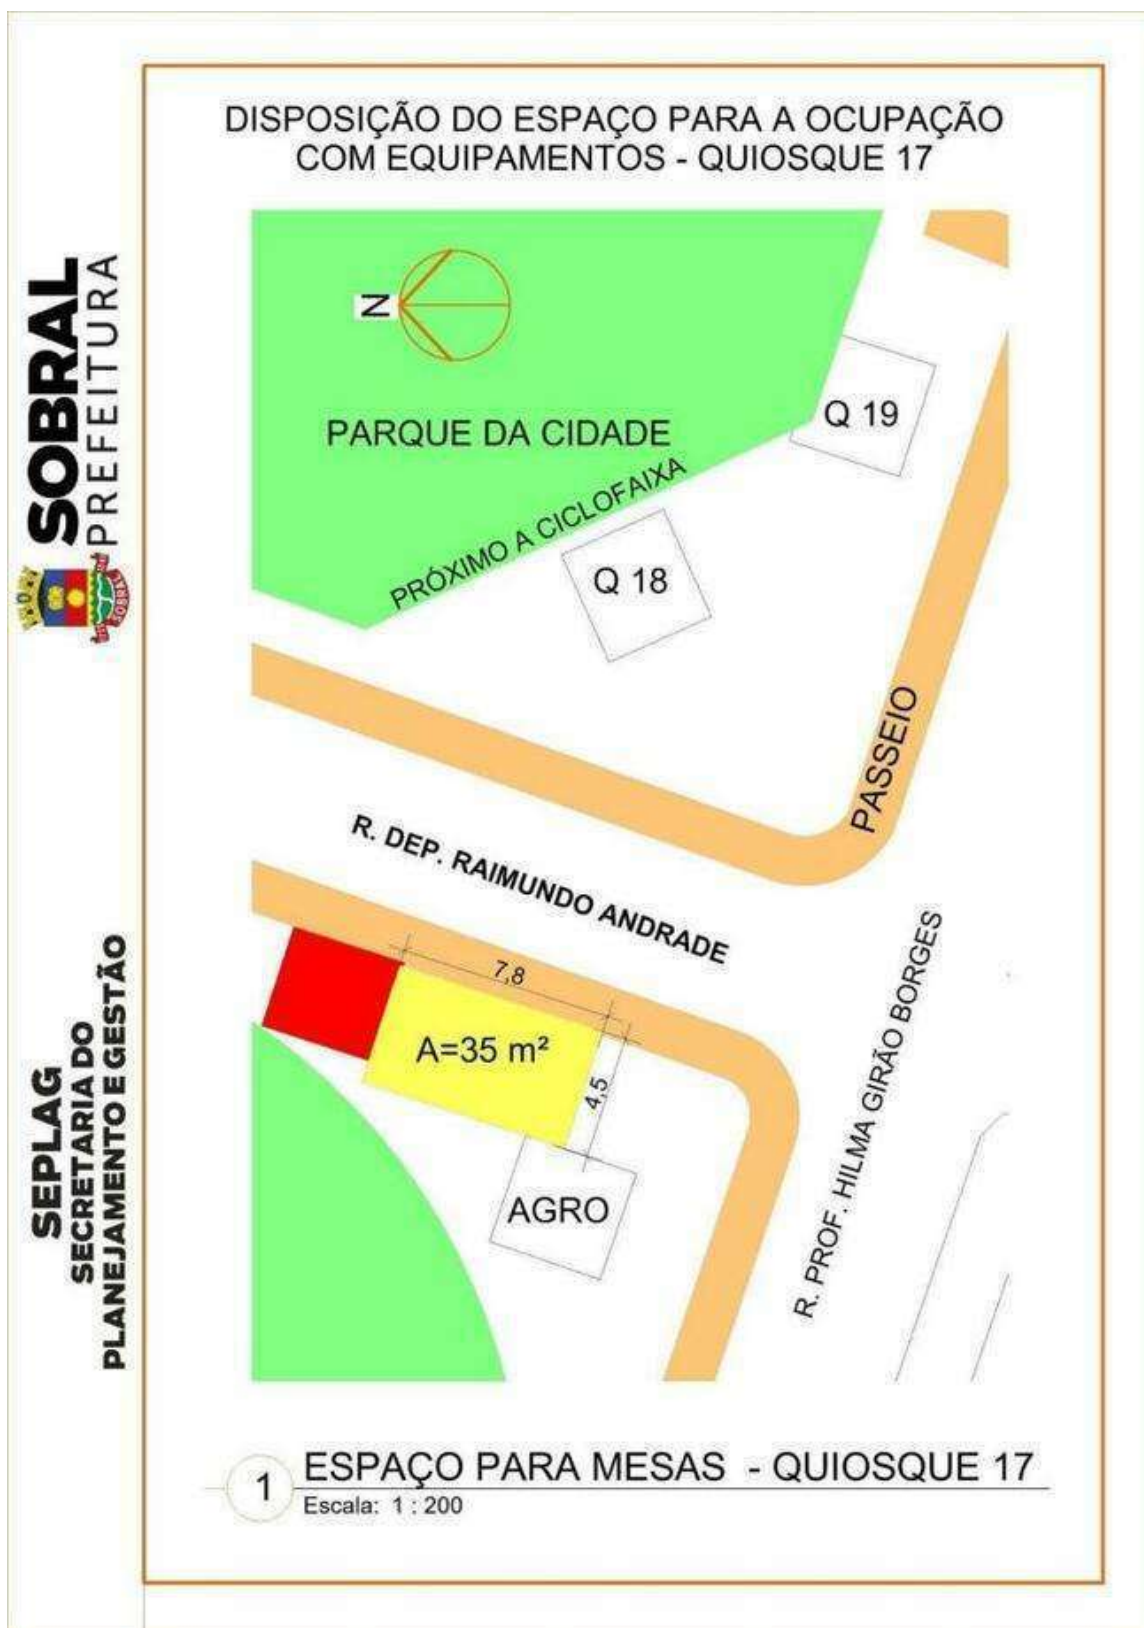 DISPOSIÇÃO DO ESPAÇO PARA A OCUPAÇÃO
COM EQUIPAMENTOS - QUIOSQUE 17
SOBRAL
PREFEITURA
SOBRAL
SEPLAG
SECRETARIA DO
PLANEJAMENTO E GESTÃO
N
PARQUE DA CIDADE
PRÓXIMO A CICLOFAIXA
Q 19
Q 18
PASSEIO
R. DEP. RAIMUNDO ANDRADE
7,8
A=35 m²
4,5
AGRO
R. PROF. HILMA GIRÃO BORGES
1
ESPAÇO PARA MESAS - QUIOSQUE 17
Escala: 1 : 200